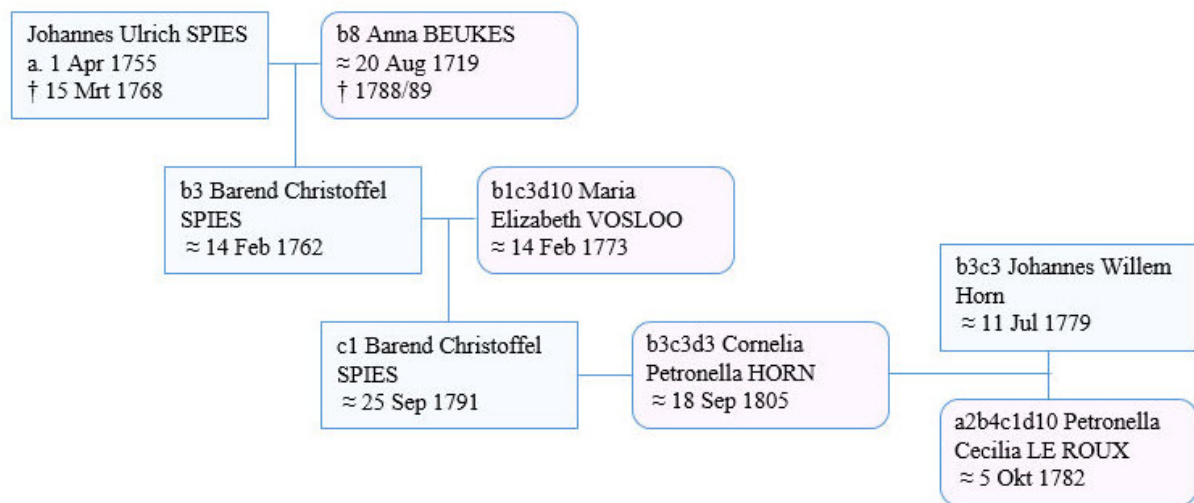 Johannes Ulrich SPIES
a. 1 Apr 1755
† 15 Mrt 1768
b8 Anna BEUKES
≈ 20 Aug 1719
† 1788/89
b3 Barend Christoffel
SPIES
≈ 14 Feb 1762
b1c3d10 Maria
Elizabeth VOSLOO
≈ 14 Feb 1773
b3c3 Johannes Willem
Horn
≈ 11 Jul 1779
c1 Barend Christoffel
SPIES
≈ 25 Sep 1791
b3c3d3 Cornelia
Petronella HORN
≈ 18 Sep 1805
a2b4c1d10 Petronella
Cecilia LE ROUX
≈ 5 Okt 1782